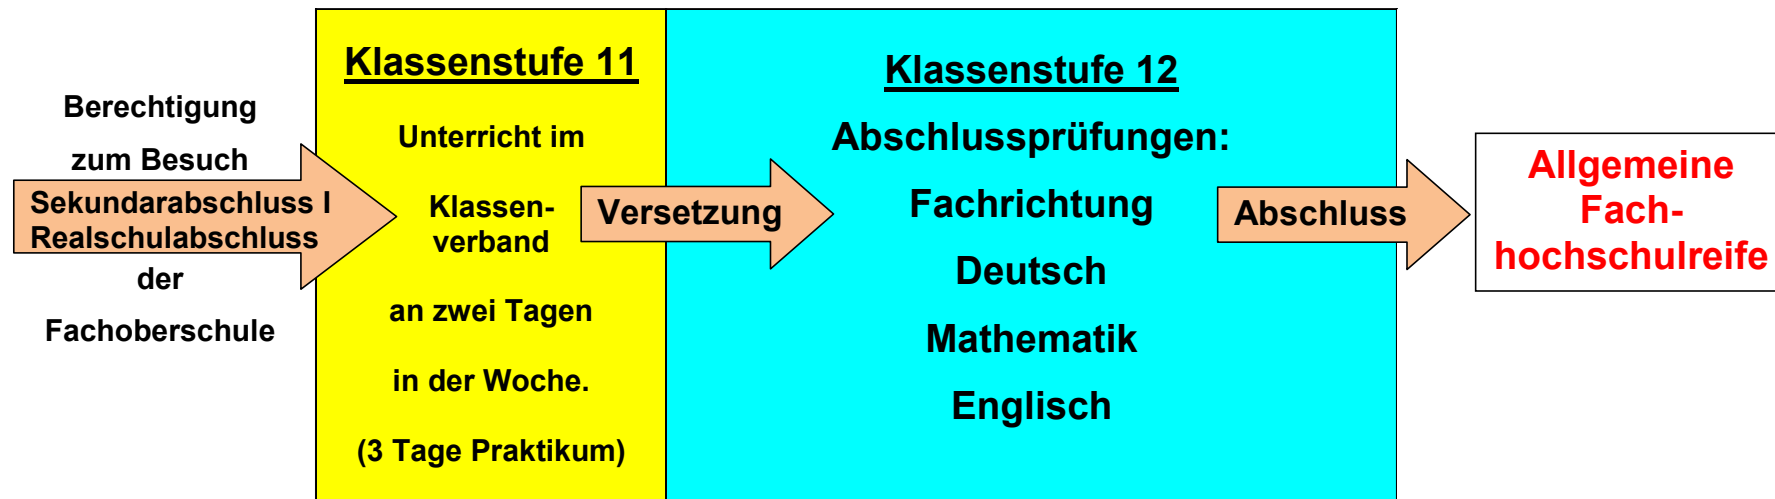 Berechtigung
zum Besuch
Sekundarabschluss I
Realschulabschluss
der
Fachoberschule
Klassenstufe 11
Unterricht im
Klassen-
verband
an zwei Tagen
in der Woche.
(3 Tage Praktikum)
Versetzung
Klassenstufe 12
Abschlussprüfungen:
Fachrichtung
Deutsch
Mathematik
Englisch
Abschluss
Allgemeine
Fach-
hochschulreife